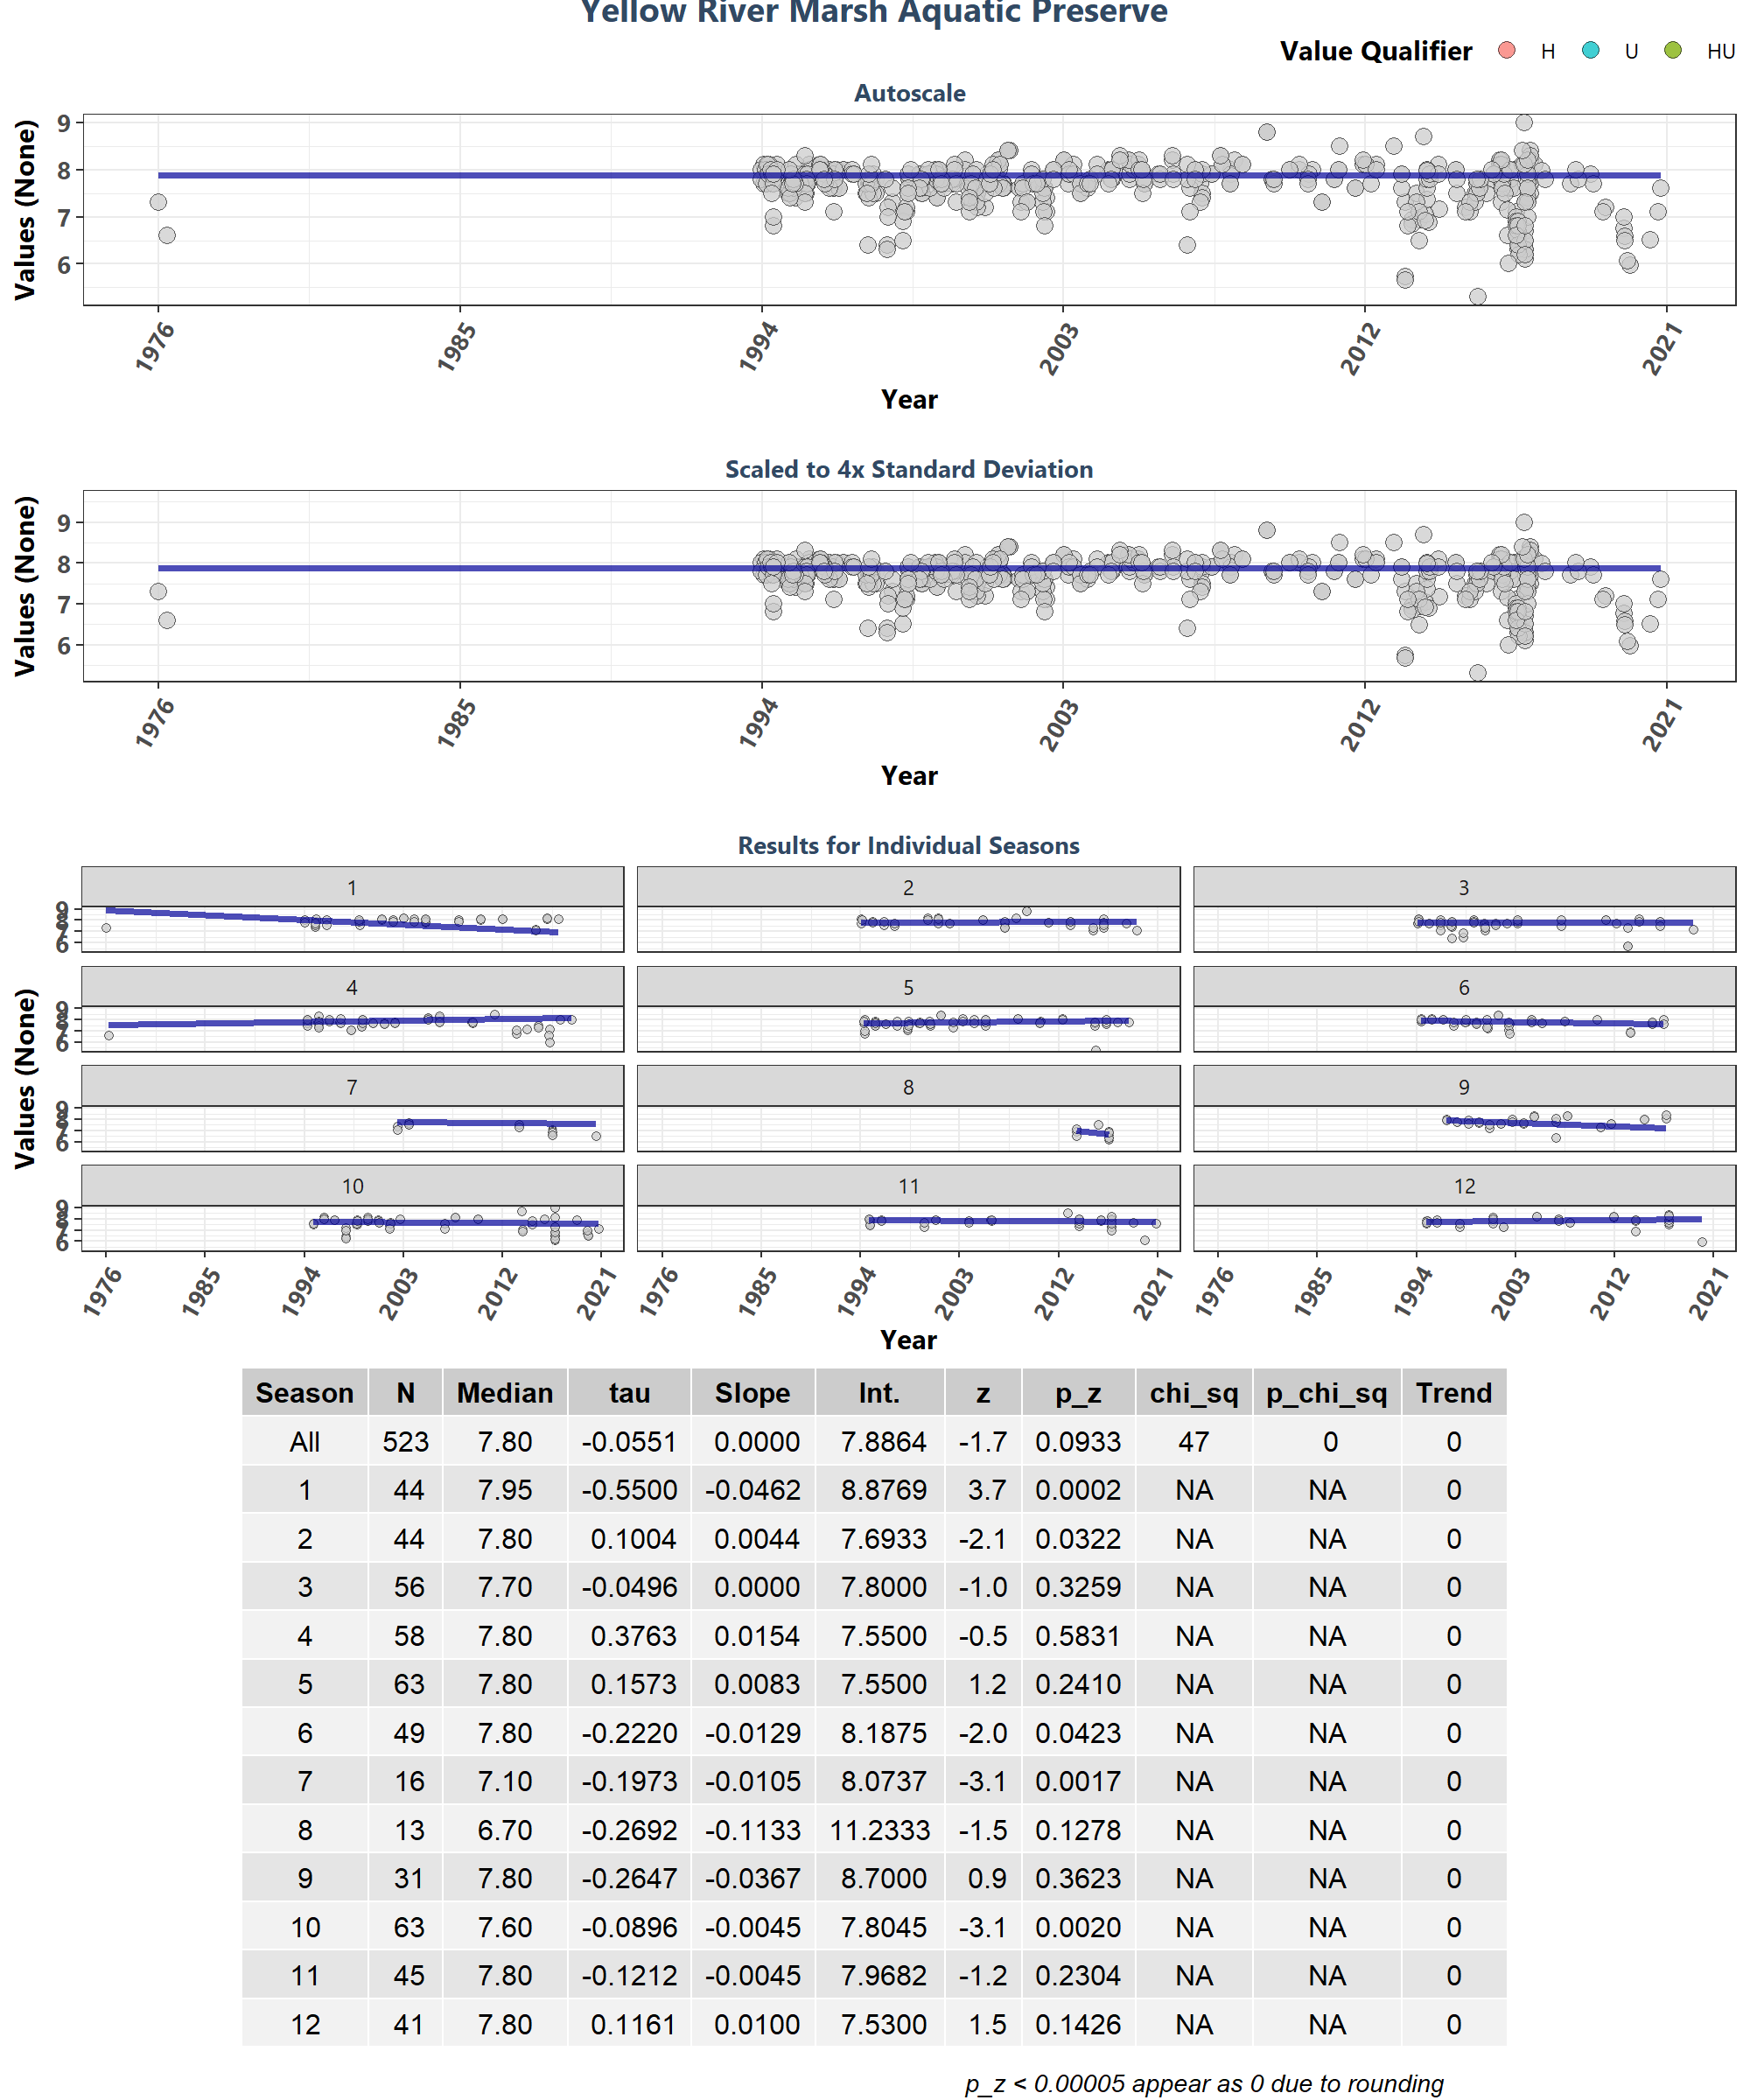 Yellow River Marsh Aquatic Preserve
Value Qualifier H U HU
Autoscale
Values (None)
9
8
7
6
1976 1985 1994 2003 2012 2021
Year
Scaled to 4x Standard Deviation
Values (None)
9
8
7
6
1976 1985 1994 2003 2012 2021
Year
Results for Individual Seasons
Values (None)
1 2 3
9
8
7
6
4 5 6
9
8
7
6
7 8 9
9
8
7
6
10 11 12
9
8
7
6
1976 1985 1994 2003 2012 2021 1976 1985 1994 2003 2012 2021 1976 1985 1994 2003 2012 2021
Year
Season N Median tau Slope Int. z p_z chi_sq p_chi_sq Trend
All 523 7.80 -0.0551 0.0000 7.8864 -1.7 0.0933 47 0 0
1 44 7.95 -0.5500 -0.0462 8.8769 3.7 0.0002 NA NA 0
2 44 7.80 0.1004 0.0044 7.6933 -2.1 0.0322 NA NA 0
3 56 7.70 -0.0496 0.0000 7.8000 -1.0 0.3259 NA NA 0
4 58 7.80 0.3763 0.0154 7.5500 -0.5 0.5831 NA NA 0
5 63 7.80 0.1573 0.0083 7.5500 1.2 0.2410 NA NA 0
6 49 7.80 -0.2220 -0.0129 8.1875 -2.0 0.0423 NA NA 0
7 16 7.10 -0.1973 -0.0105 8.0737 -3.1 0.0017 NA NA 0
8 13 6.70 -0.2692 -0.1133 11.2333 -1.5 0.1278 NA NA 0
9 31 7.80 -0.2647 -0.0367 8.7000 0.9 0.3623 NA NA 0
10 63 7.60 -0.0896 -0.0045 7.8045 -3.1 0.0020 NA NA 0
11 45 7.80 -0.1212 -0.0045 7.9682 -1.2 0.2304 NA NA 0
12 41 7.80 0.1161 0.0100 7.5300 1.5 0.1426 NA NA 0
p_z < 0.00005 appear as 0 due to rounding